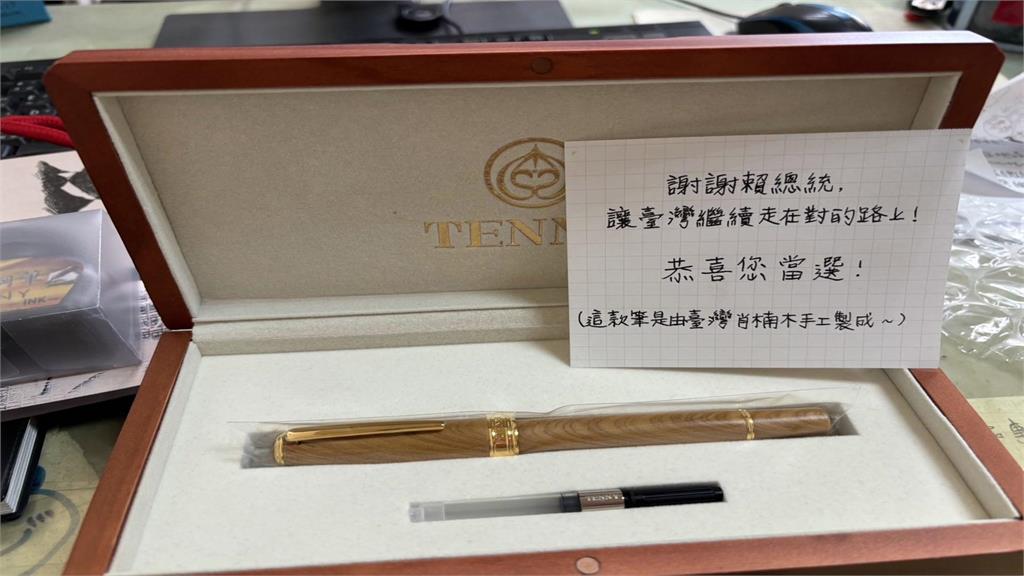 TENN
謝謝賴總統，
讓臺灣繼續走在對的路上！
恭喜您當選！
(這款筆是由臺灣肖楠木手工製成~)
INK
TENNY